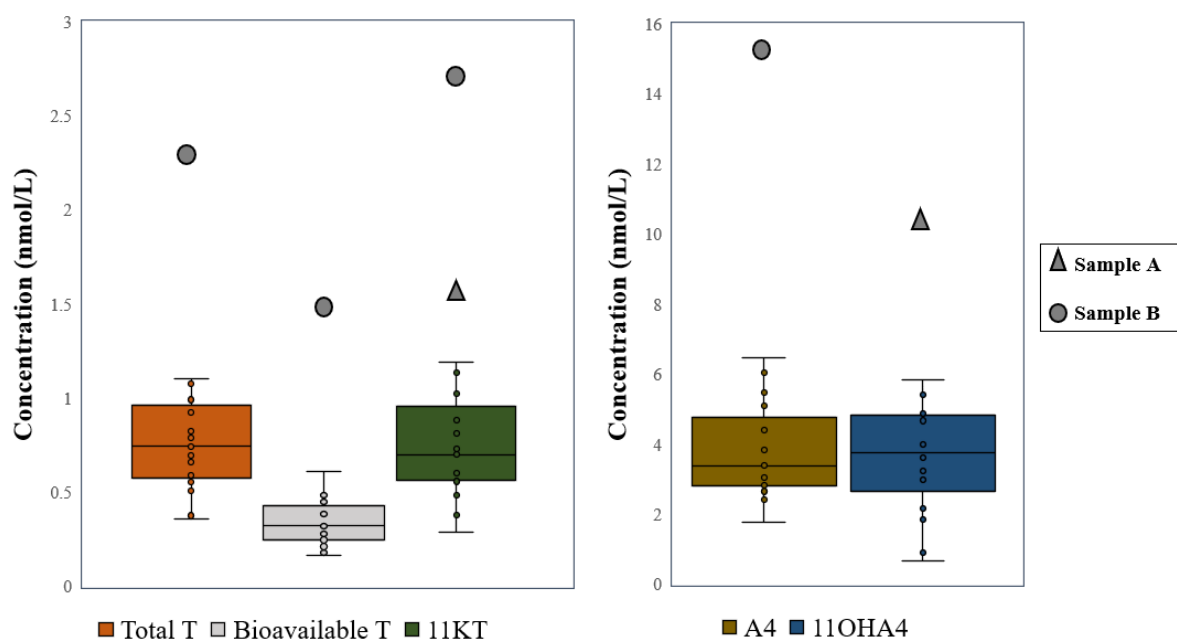 Concentration (nmol/L)
3
2.5
2
1.5
1
0.5
0
Total T
Bioavailable T
11KT
Concentration (nmol/L)
16
14
12
10
8
6
4
2
0
A4
11OHA4
Sample A
Sample B